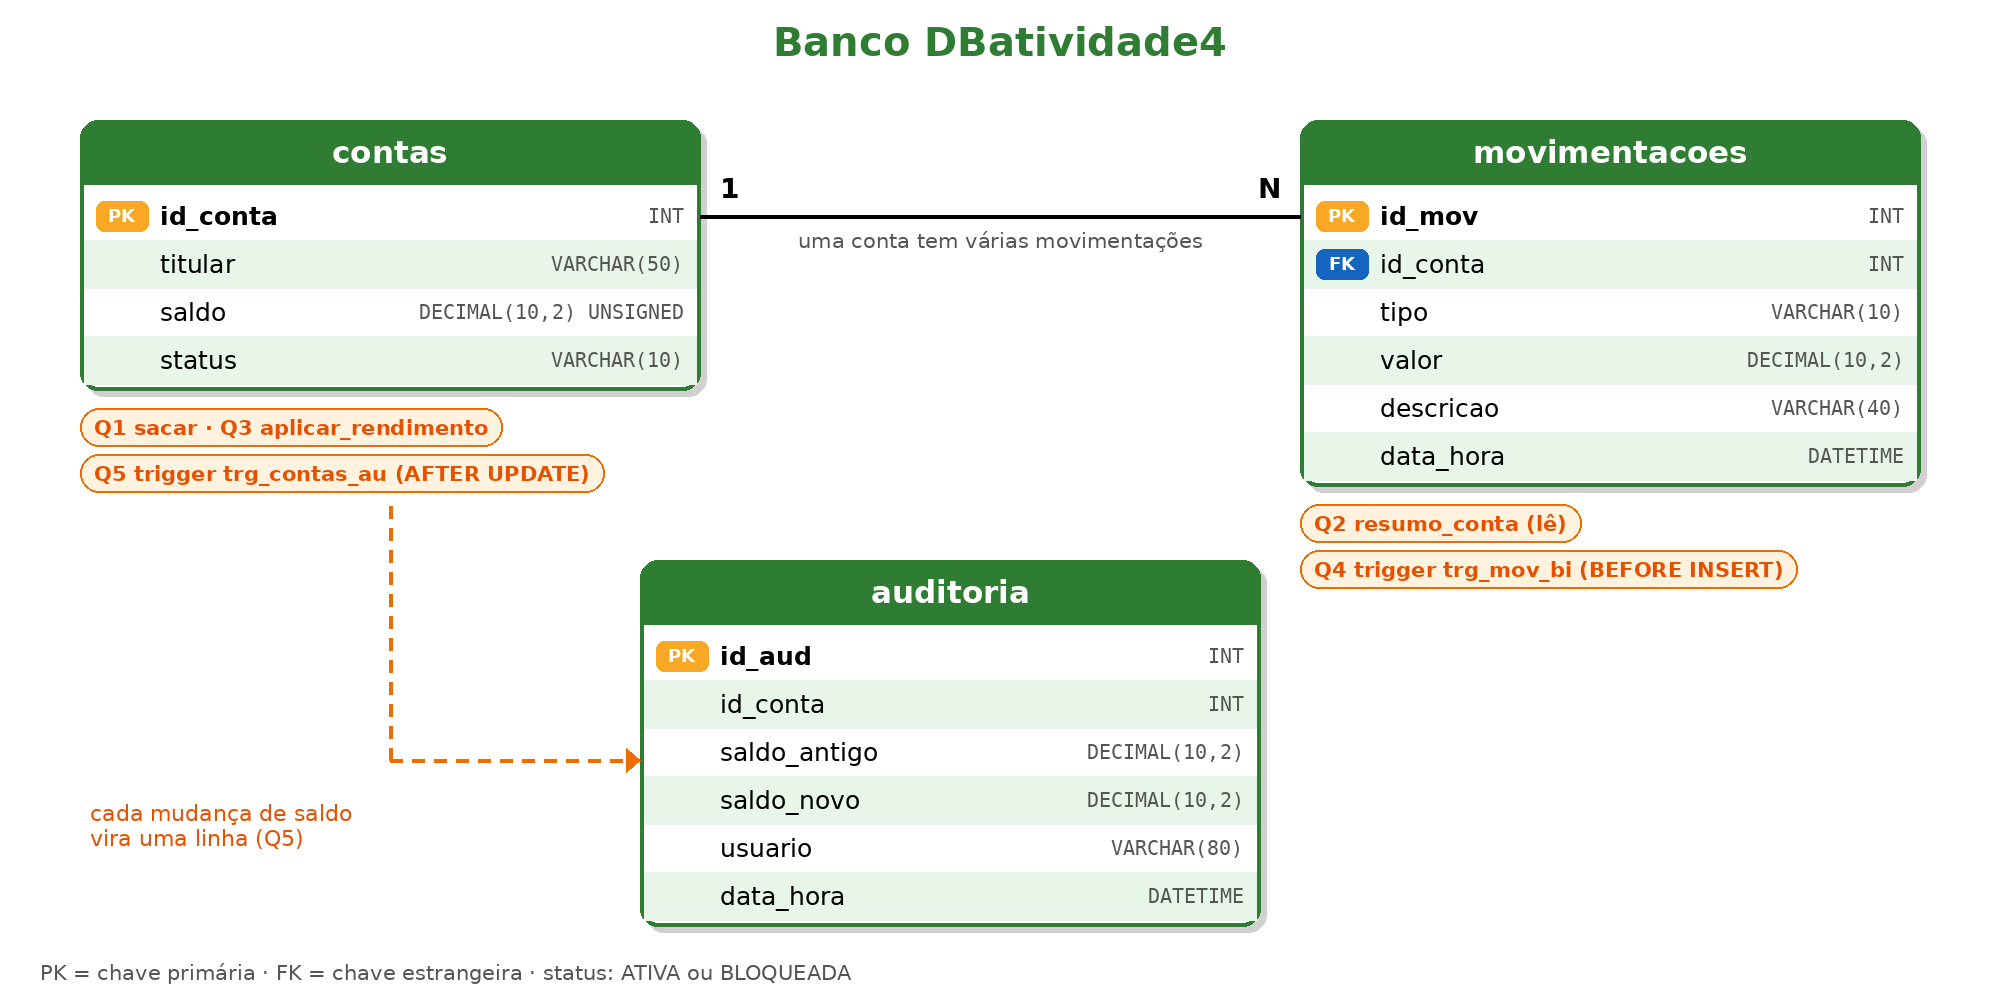 Banco DBatividade4
contas
PK id_conta INT
titular VARCHAR(50)
saldo DECIMAL(10,2) UNSIGNED
status VARCHAR(10)
Q1 sacar · Q3 aplicar_rendimento
Q5 trigger trg_contas_au (AFTER UPDATE)
1 N
uma conta tem várias movimentações
movimentacoes
PK id_mov INT
FK id_conta INT
tipo VARCHAR(10)
valor DECIMAL(10,2)
descricao VARCHAR(40)
data_hora DATETIME
Q2 resumo_conta (lê)
Q4 trigger trg_mov_bi (BEFORE INSERT)
auditoria
PK id_aud INT
id_conta INT
saldo_antigo DECIMAL(10,2)
saldo_novo DECIMAL(10,2)
usuario VARCHAR(80)
data_hora DATETIME
cada mudança de saldo
vira uma linha (Q5)
PK = chave primária · FK = chave estrangeira · status: ATIVA ou BLOQUEADA